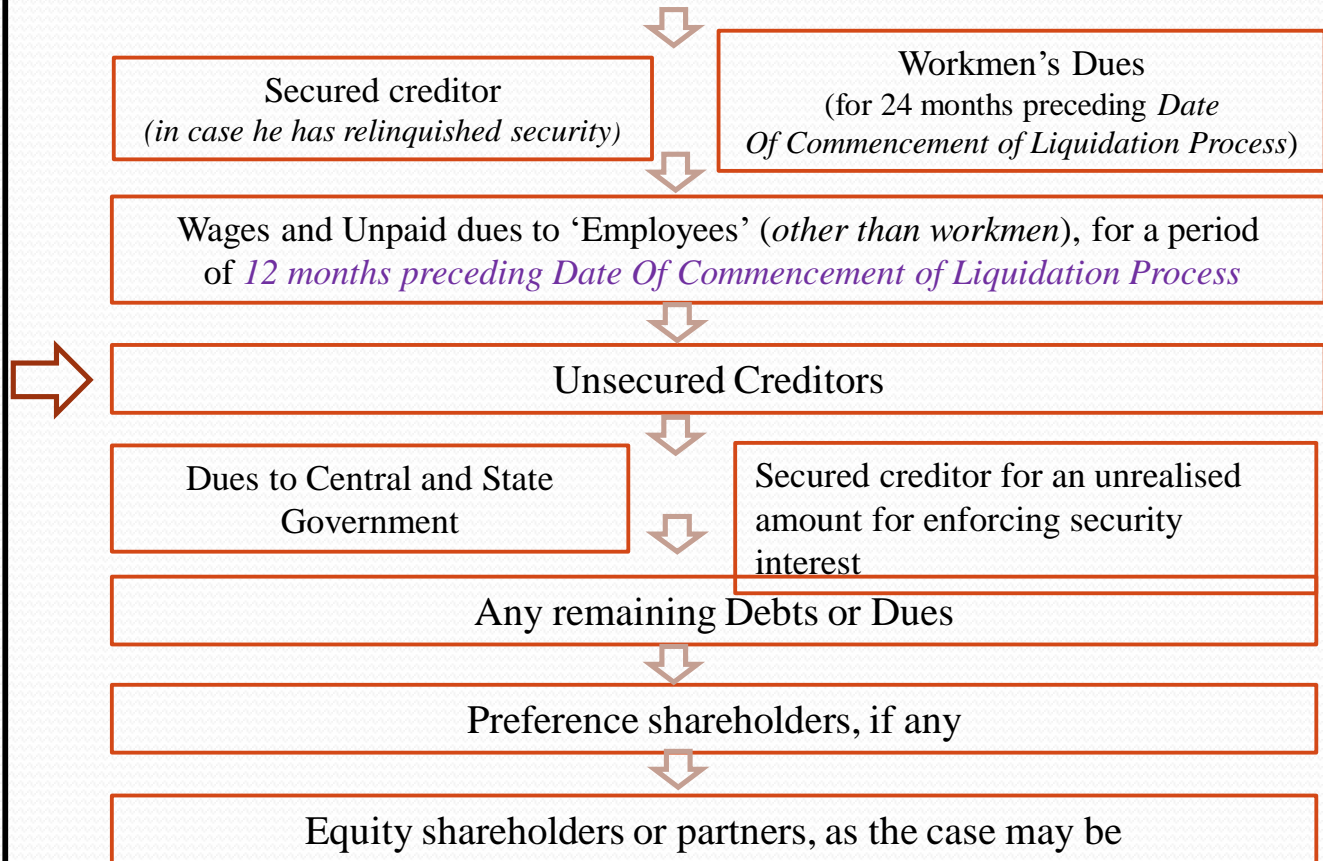 Secured creditor
(in case he has relinquished security)
Workmen’s Dues
(for 24 months preceding Date
Of Commencement of Liquidation Process)
Wages and Unpaid dues to ‘Employees’ (other than workmen), for a period
of 12 months preceding Date Of Commencement of Liquidation Process
Unsecured Creditors
Dues to Central and State
Government
Secured creditor for an unrealised
amount for enforcing security
interest
Any remaining Debts or Dues
Preference shareholders, if any
Equity shareholders or partners, as the case may be